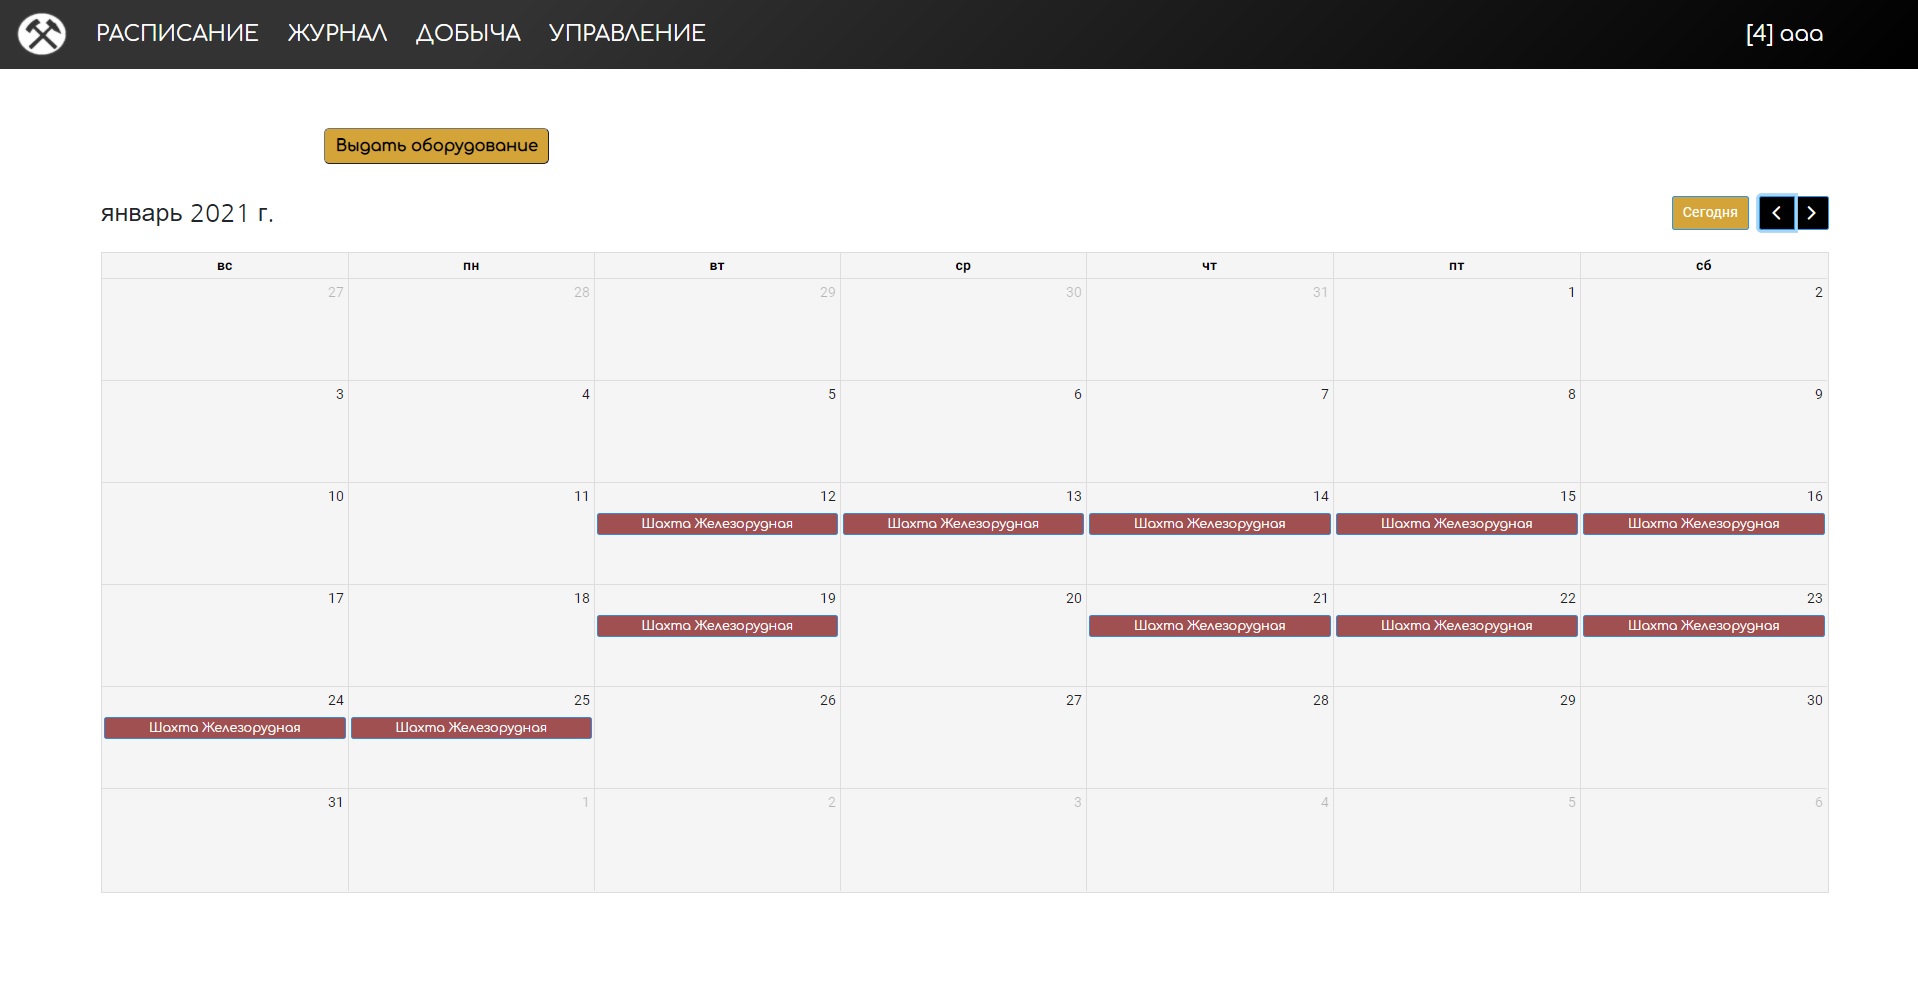 РАСПИСАНИЕ ЖУРНАЛ ДОБЫЧА УПРАВЛЕНИЕ [4] aaa
Выдать оборудование
январь 2021 г. Сегодня
вс пн вт ср чт пт сб
27 28 29 30 31 1 2
3 4 5 6 7 8 9
10 11 12 13 14 15 16
Шахта Железорудная Шахта Железорудная Шахта Железорудная Шахта Железорудная Шахта Железорудная
17 18 19 20 21 22 23
Шахта Железорудная Шахта Железорудная Шахта Железорудная Шахта Железорудная
24 25 26 27 28 29 30
Шахта Железорудная Шахта Железорудная
31 1 2 3 4 5 6